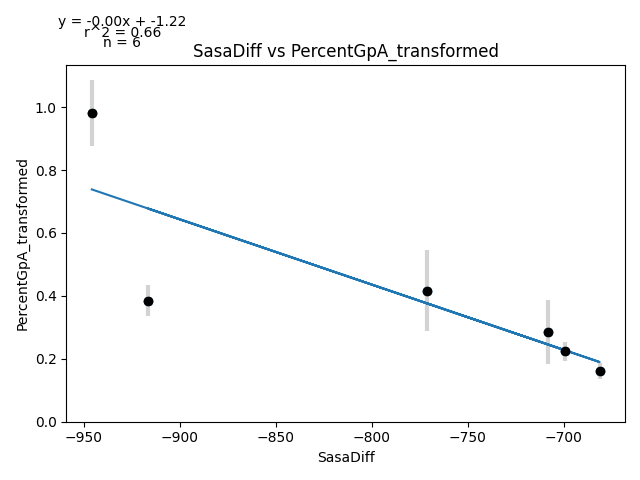 y = -0.00x + -1.22
r^2 = 0.66
n = 6
SasaDiff vs PercentGpA_transformed
PercentGpA_transformed
1.0
0.8
0.6
0.4
0.2
0.0
−950
−900
−850
−800
−750
−700
SasaDiff